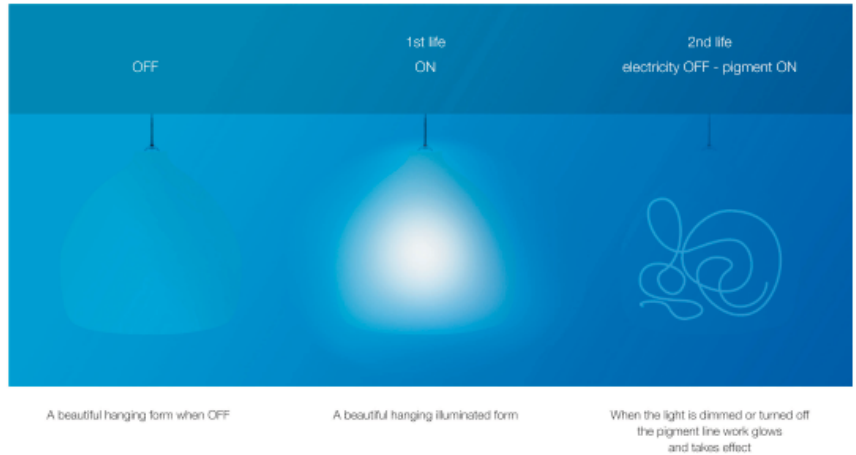 OFF
1st life
ON
2nd life
electricity OFF - pigment ON
A beautiful hanging form when OFF
A beautiful hanging illuminated form
When the light is dimmed or turned off
the pigment line work glows
and takes effect